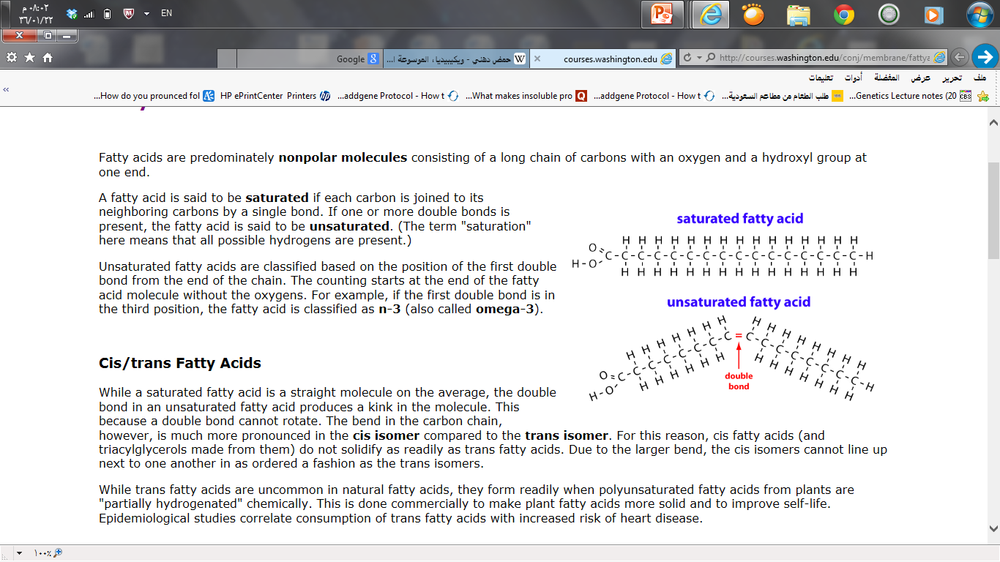 ٠٨:٠٢ م
٣٦/٠١/٢٢
EN
Google
حمض دهني - ويكيبيديا، الموسوعة ا...
courses.washington.edu
http://courses.washington.edu/conj/membrane/fattya
ملف تحرير عرض المفضلة أدوات تعليمات
...How do you prounced fol
HP ePrintCenter Printers
...addgene Protocol - How t
...What makes insoluble pro
...addgene Protocol - How t
طلب الطعام من مطاعم السعودية...
...Genetics Lecture notes (20
Fatty acids are predominately nonpolar molecules consisting of a long chain of carbons with an oxygen and a hydroxyl group at
one end.
A fatty acid is said to be saturated if each carbon is joined to its
neighboring carbons by a single bond. If one or more double bonds is
present, the fatty acid is said to be unsaturated. (The term "saturation"
here means that all possible hydrogens are present.)
Unsaturated fatty acids are classified based on the position of the first double
bond from the end of the chain. The counting starts at the end of the fatty
acid molecule without the oxygens. For example, if the first double bond is in
the third position, the fatty acid is classified as n-3 (also called omega-3).
saturated fatty acid
H H H H H H H H H H H H H H H
O C-C-C-C-C-C-C-C-C-C-C-C-C-C-C-C-H
H-O H H H H H H H H H H H H H H H
unsaturated fatty acid
double
bond
Cis/trans Fatty Acids
While a saturated fatty acid is a straight molecule on the average, the double
bond in an unsaturated fatty acid produces a kink in the molecule. This
because a double bond cannot rotate. The bend in the carbon chain,
however, is much more pronounced in the cis isomer compared to the trans isomer. For this reason, cis fatty acids (and
triacylglycerols made from them) do not solidify as readily as trans fatty acids. Due to the larger bend, the cis isomers cannot line up
next to one another in as ordered a fashion as the trans isomers.
While trans fatty acids are uncommon in natural fatty acids, they form readily when polyunsaturated fatty acids from plants are
"partially hydrogenated" chemically. This is done commercially to make plant fatty acids more solid and to improve self-life.
Epidemiological studies correlate consumption of trans fatty acids with increased risk of heart disease.
١٠٠٪